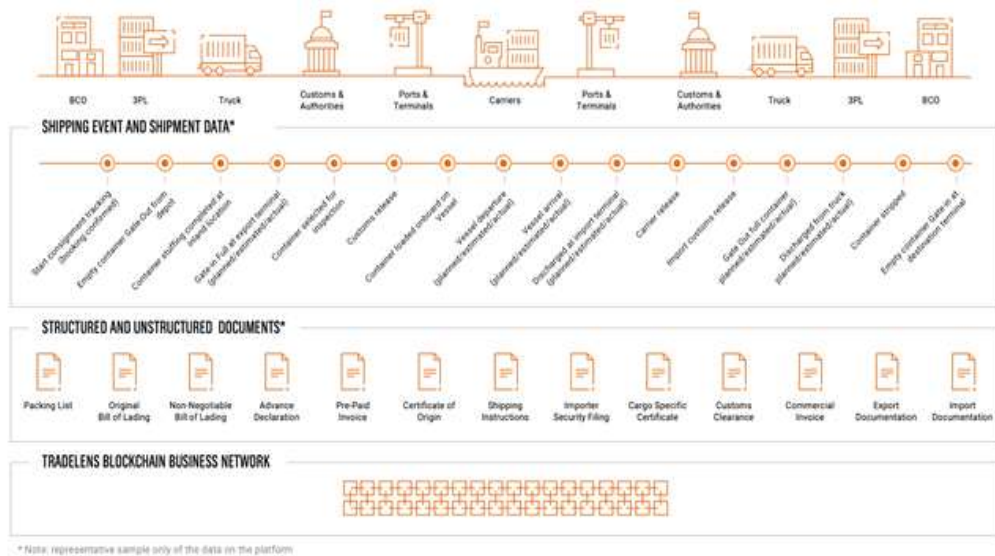 BCO
3PL
Truck
Customs &
Authorities
Ports &
Terminals
Carriers
Ports &
Terminals
Customs &
Authorities
Truck
3PL
BCO
SHIPPING EVENT AND SHIPMENT DATA*
Start consignment tracking
(booking confirmed)
Empty container Gate-Out from
depot
Container stuffing completed at
inland location
Gate-in Full at export terminal
(planned/estimated/actual)
Container selected for
inspection
Customs release
Container loaded onboard on
Vessel
Vessel departure
(planned/estimated/actual)
Vessel arrival
(planned/estimated/actual)
Discharged at import terminal
(planned/estimated/actual)
Carrier release
Import customs release
Gate Out full container
planned/estimated/actual)
Discharged from truck
planned/estimated/actual)
Container stripped
Empty container Gate-in at
destination terminal
STRUCTURED AND UNSTRUCTURED DOCUMENTS*
Packing List
Original
Bill of Lading
Non-Negotiable
Bill of Lading
Advance
Declaration
Pre-Paid
Invoice
Certificate of
Origin
Shipping
Instructions
Importer
Security Filing
Cargo Specific
Certificate
Customs
Clearance
Commercial
Invoice
Export
Documentation
Import
Documentation
TRADELENS BLOCKCHAIN BUSINESS NETWORK
* Note: representative sample only of the data on the platform